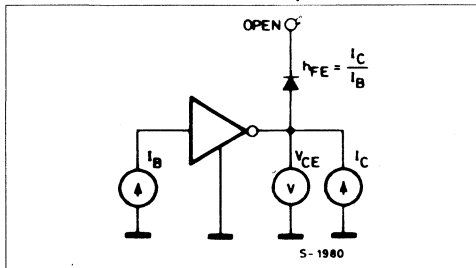 OPEN
hFE = IC
IB
IB
VCE
IC
V
S-1980